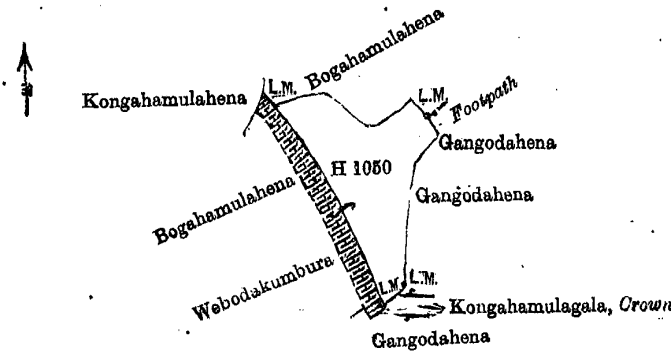 Bogahamulahena
L.M.
Kongahamulahena
L.M.
Footpath
Gangodahena
H 1050
Bogahamulahena
Gangodahena
Webodakumbura
L.M.
L.M.
Kongahamulagala, Crown
Gangodahena